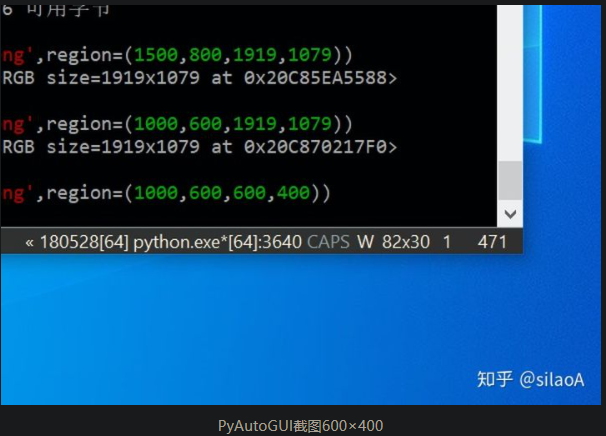 6 可用字节
ng',region=(1500,800,1919,1079))
RGB size=1919x1079 at 0x20C85EA5588>
ng',region=(1000,600,1919,1079))
RGB size=1919x1079 at 0x20C870217F0>
ng',region=(1000,600,600,400))
« 180528[64] python.exe*[64]:3640 CAPS W 82x30 1 471
知乎 @silaoA
PyAutoGUI截图600×400